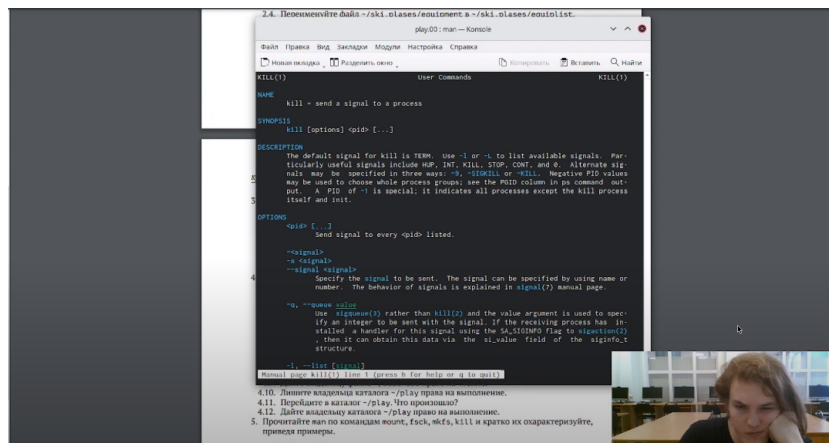 2.4. Переименуйте файл ~/ski.plases/equipment в ~/ski.plases/equiplist.
play.00 : man — Konsole
Файл Правка Вид Закладки Модули Настройка Справка
Новая вкладка Разделить окно Копировать Вставить Найти
KILL(1) User Commands KILL(1)
NAME
kill - send a signal to a process
SYNOPSIS
kill [options] <pid> [...]
DESCRIPTION
The default signal for kill is TERM. Use -l or -L to list available signals. Par-
ticularly useful signals include HUP, INT, KILL, STOP, CONT, and 0. Alternate sig-
nals may be specified in three ways: -9, -SIGKILL or -KILL. Negative PID values
may be used to choose whole process groups; see the PGID column in ps command out-
put. A PID of -1 is special; it indicates all processes except the kill process
itself and init.
3
OPTIONS
<pid> [...]
Send signal to every <pid> listed.
-<signal>
-s <signal>
--signal <signal>
4 Specify the signal to be sent. The signal can be specified by using name or
number. The behavior of signals is explained in signal(7) manual page.
-q, --queue value
Use sigqueue(3) rather than kill(2) and the value argument is used to spec-
ify an integer to be sent with the signal. If the receiving process has in-
stalled a handler for this signal using the SA_SIGINFO flag to sigaction(2)
, then it can obtain this data via the si_value field of the siginfo_t
structure.
-l, --list [signal]
Manual page kill(1) line 1 (press h for help or q to quit)
4.10. Лишите владельца каталога ~/play права на выполнение.
4.11. Перейдите в каталог ~/play. Что произошло?
4.12. Дайте владельцу каталога ~/play право на выполнение.
5. Прочитайте man по командам mount, fsck, mkfs, kill и кратко их охарактеризуйте,
приведя примеры.